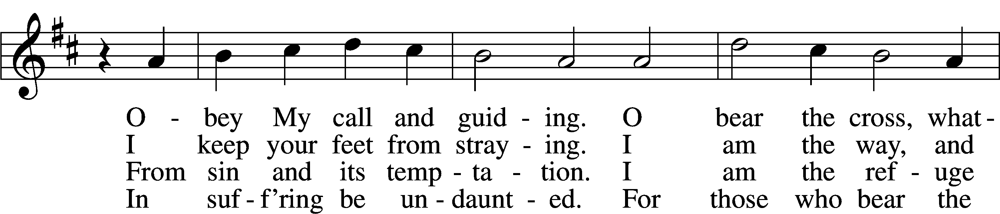 O - bey My call and guid - ing. O bear the cross, what -
I keep your feet from stray - ing. I am the way, and
From sin and its temp - ta - tion. I am the ref - uge
In suf - f'ring be un - daunt - ed. For those who bear the